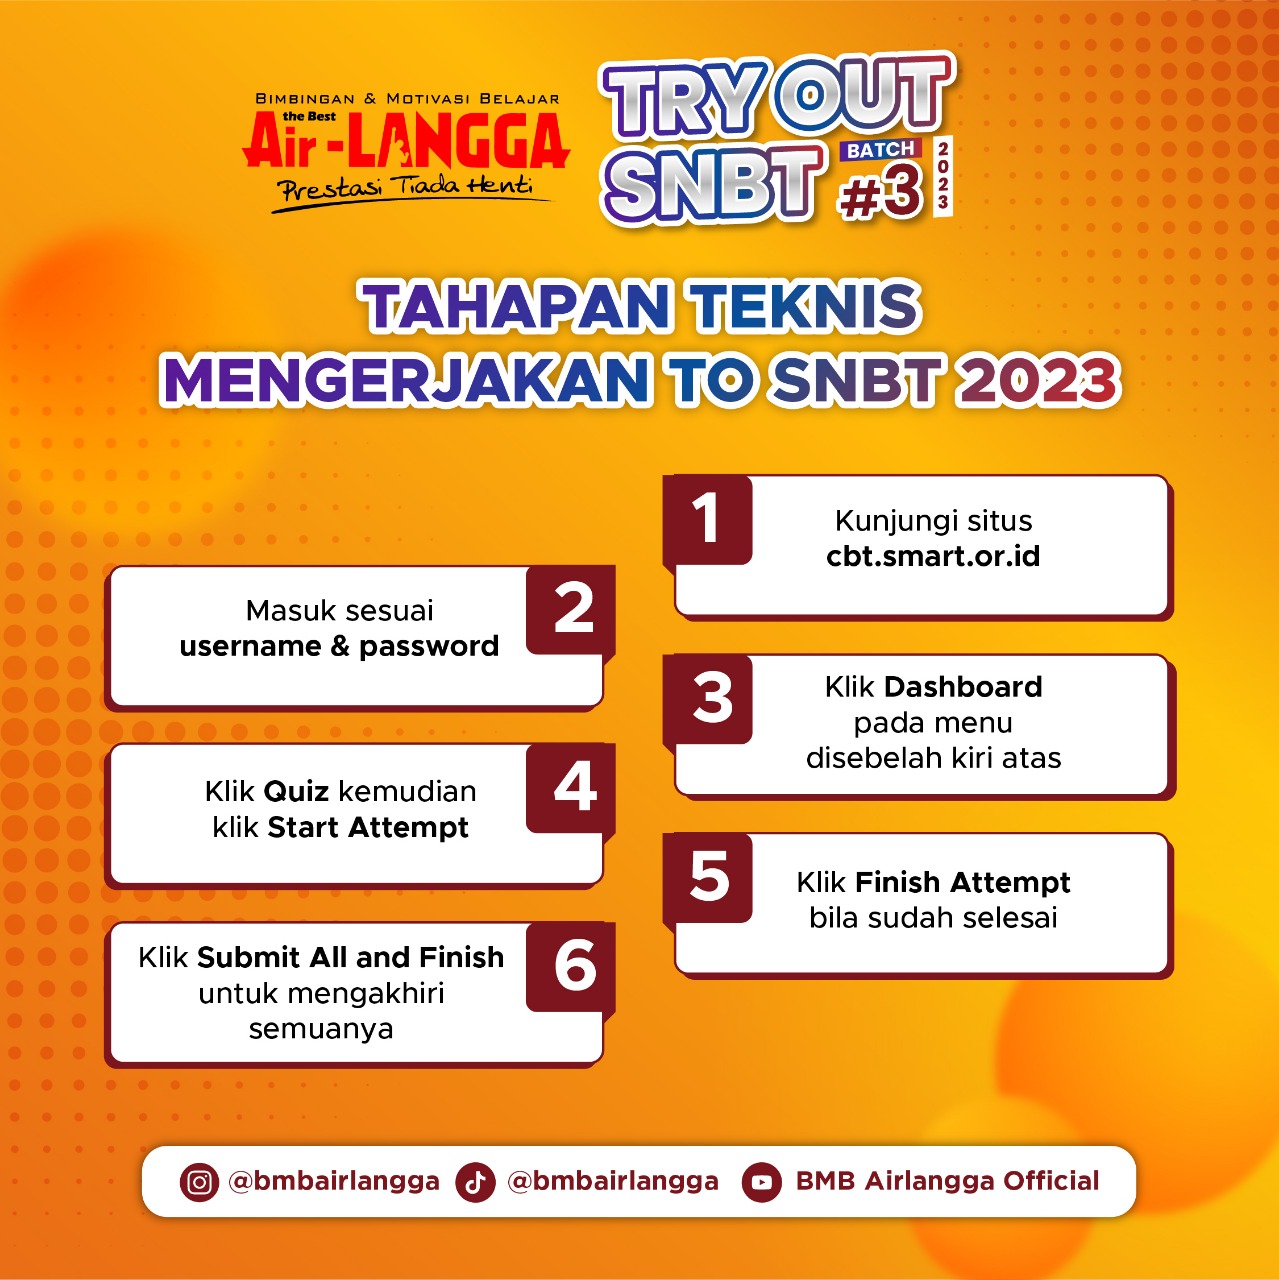 BIMBINGAN & MOTIVASI BELAJAR
the Best
Air-LANGGA
Prestasi Tiada Henti
TRY OUT
SNBT
BATCH
#3
2023
TAHAPAN TEKNIS
MENGERJAKAN TO SNBT 2023
1
Kunjungi situs
cbt.smart.or.id
2
Masuk sesuai
username & password
3
Klik Dashboard
pada menu
disebelah kiri atas
4
Klik Quiz kemudian
klik Start Attempt
5
Klik Finish Attempt
bila sudah selesai
6
Klik Submit All and Finish
untuk mengakhiri
semuanya
@bmbairlangga
@bmbairlangga
BMB Airlangga Official